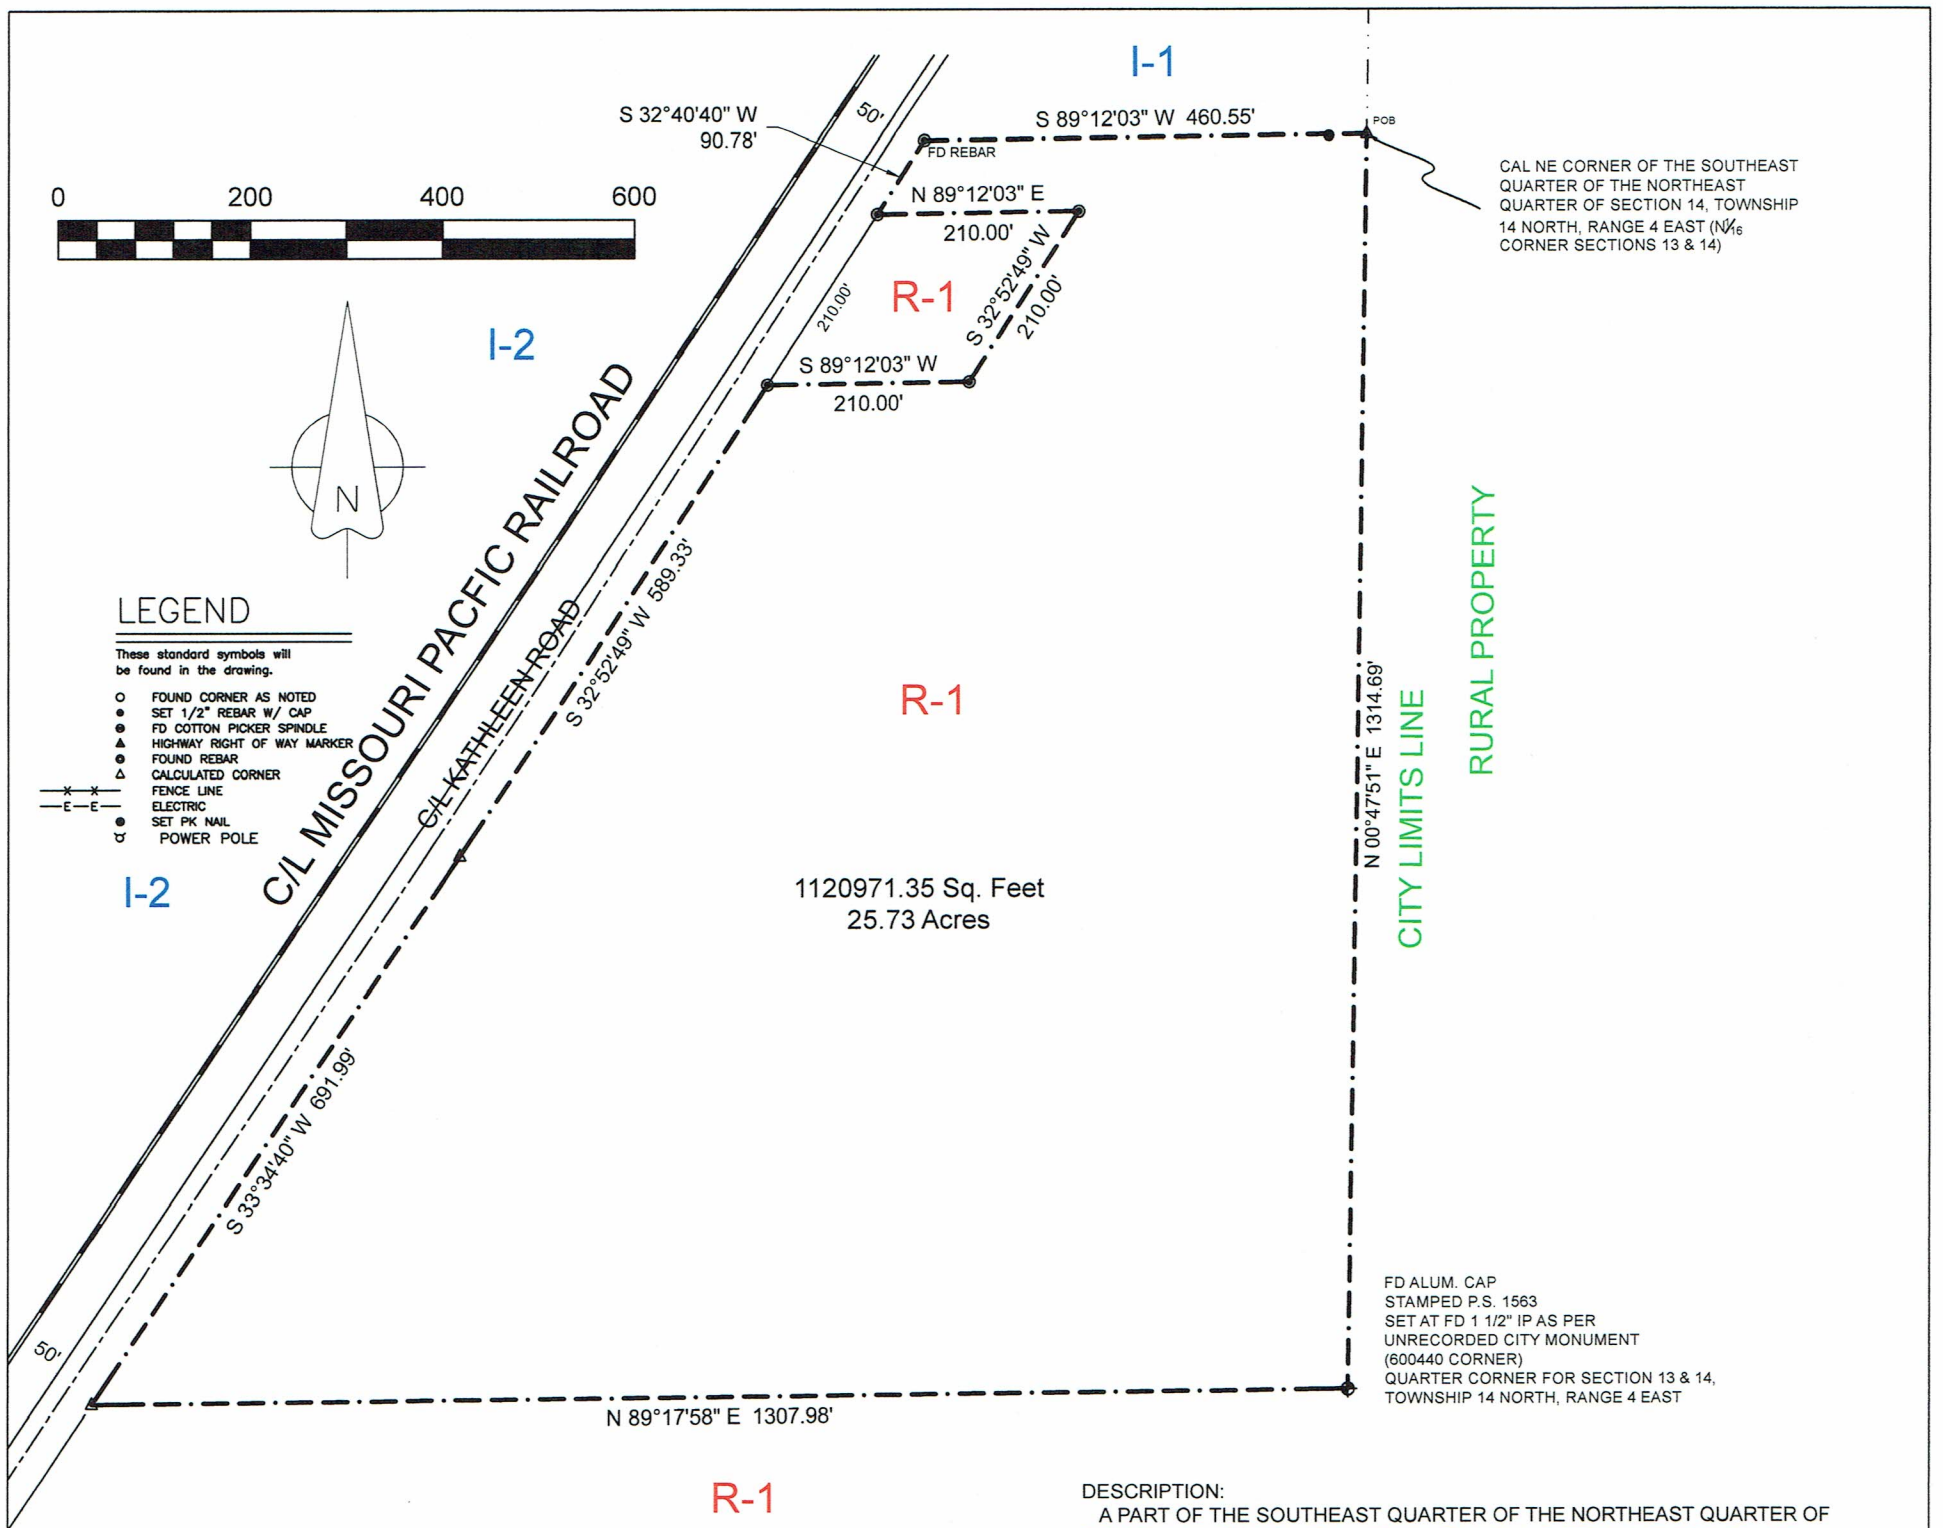 I-1
S 32°40'40" W
90.78'
50'
S 89°12'03" W 460.55'
POB
FD REBAR
CAL NE CORNER OF THE SOUTHEAST
QUARTER OF THE NORTHEAST
QUARTER OF SECTION 14, TOWNSHIP
14 NORTH, RANGE 4 EAST (N1/16
CORNER SECTIONS 13 & 14)
0 200 400 600
N 89°12'03" E
210.00'
S 32°52'49" W
210.00'
R-1
210.00'
I-2
S 89°12'03" W
210.00'
N
C/L MISSOURI PACIFIC RAILROAD
C/L KATHLEEN ROAD
S 32°52'49" W 589.33'
RURAL PROPERTY
CITY LIMITS LINE
N 00°47'51" E 1314.69'
LEGEND
These standard symbols will
be found in the drawing.
FOUND CORNER AS NOTED
SET 1/2" REBAR W/ CAP
FD COTTON PICKER SPINDLE
HIGHWAY RIGHT OF WAY MARKER
FOUND REBAR
CALCULATED CORNER
X X FENCE LINE
E E ELECTRIC
SET PK NAIL
POWER POLE
R-1
I-2
1120971.35 Sq. Feet
25.73 Acres
S 33°34'40" W 691.99'
50'
FD ALUM. CAP
STAMPED P.S. 1563
SET AT FD 1 1/2" IP AS PER
UNRECORDED CITY MONUMENT
(600440 CORNER)
QUARTER CORNER FOR SECTION 13 & 14,
TOWNSHIP 14 NORTH, RANGE 4 EAST
N 89°17'58" E 1307.98'
R-1
DESCRIPTION:
A PART OF THE SOUTHEAST QUARTER OF THE NORTHEAST QUARTER OF